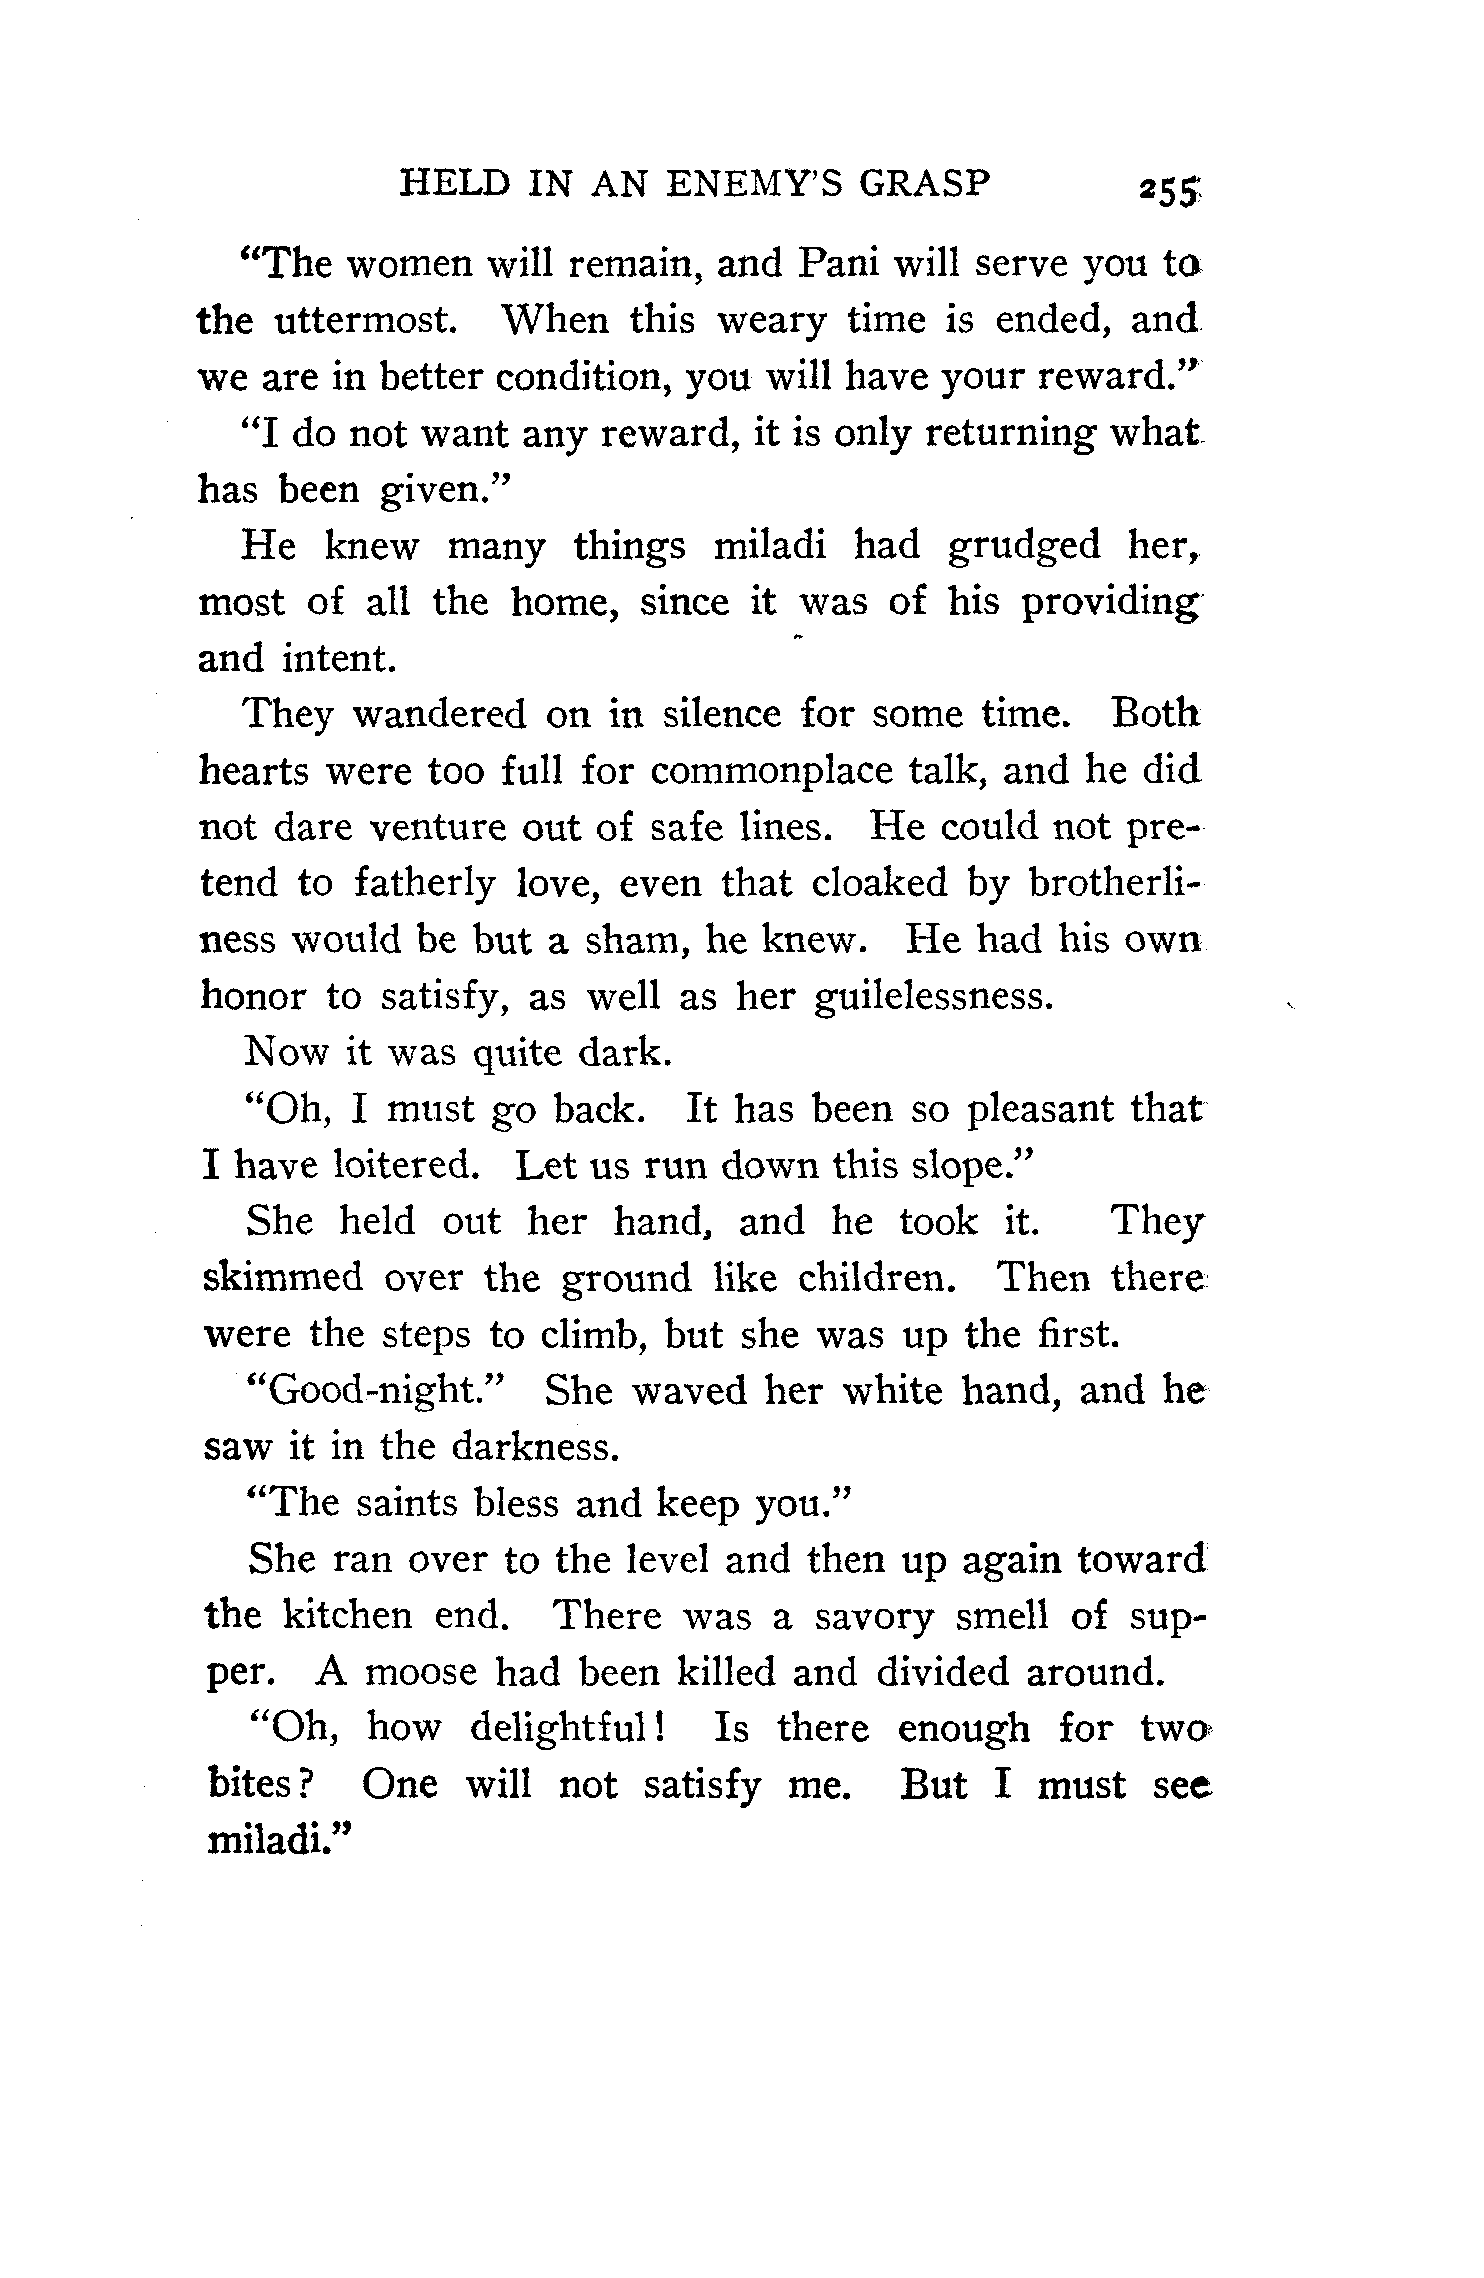 HELD IN AN ENEMY'S GRASP 255
"The women will remain, and Pani will serve you to
the uttermost. When this weary time is ended, and
we are in better condition, you will have your reward."
"I do not want any reward, it is only returning what
has been given."
He knew many things miladi had grudged her,
most of all the home, since it was of his providing
and intent.
They wandered on in silence for some time. Both
hearts were too full for commonplace talk, and he did
not dare venture out of safe lines. He could not pre-
tend to fatherly love, even that cloaked by brotherli-
ness would be but a sham, he knew. He had his own
honor to satisfy, as well as her guilelessness.
Now it was quite dark.
"Oh, I must go back. It has been so pleasant that
I have loitered. Let us run down this slope."
She held out her hand, and he took it. They
skimmed over the ground like children. Then there
were the steps to climb, but she was up the first.
"Good-night." She waved her white hand, and he
saw it in the darkness.
"The saints bless and keep you."
She ran over to the level and then up again toward
the kitchen end. There was a savory smell of sup-
per. A moose had been killed and divided around.
"Oh, how delightful! Is there enough for two
bites? One will not satisfy me. But I must see
miladi."